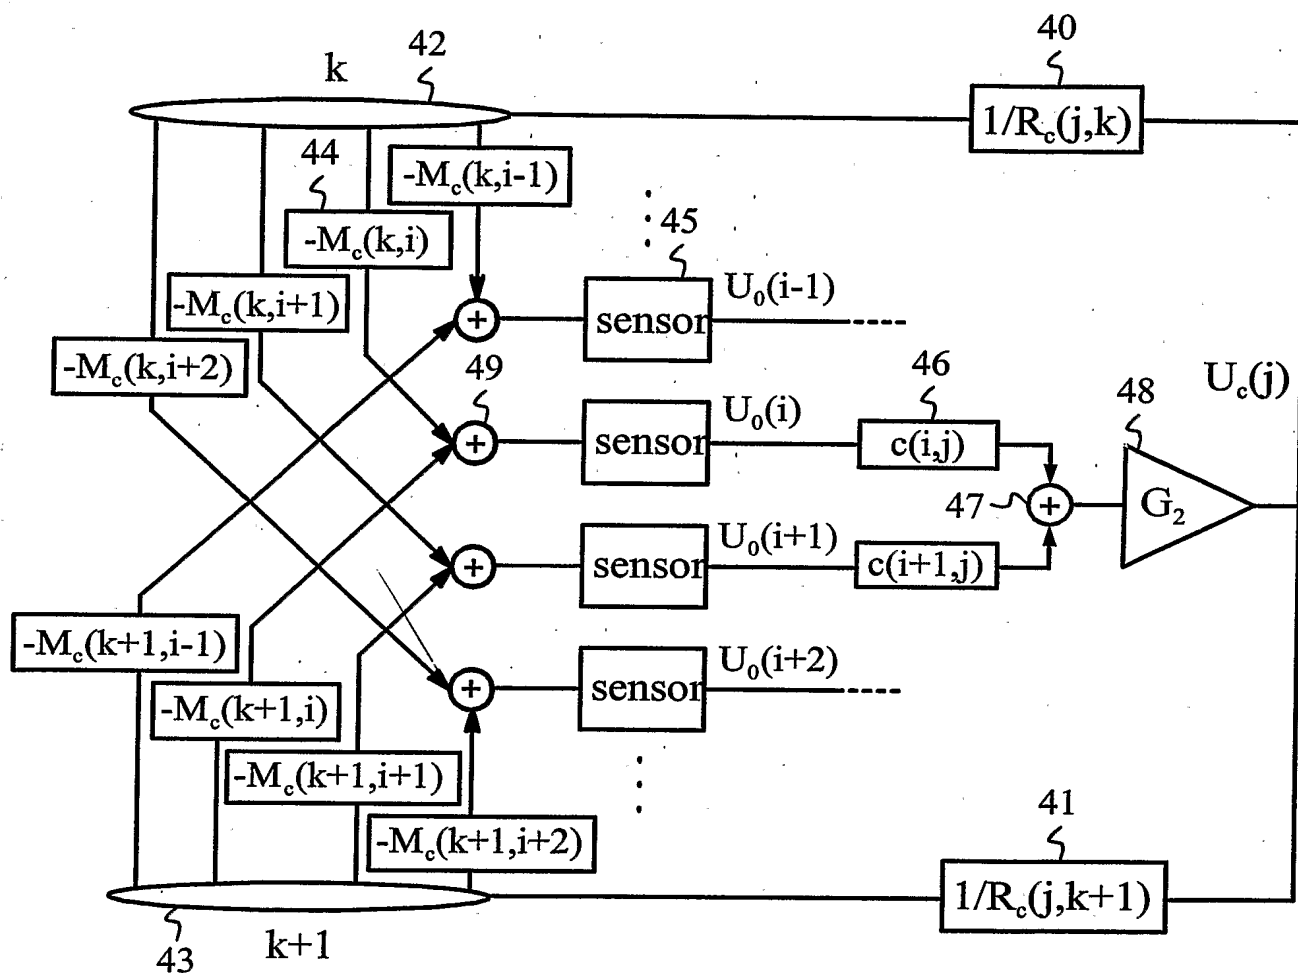 42
k
40
1/R_c(j,k)
44
-M_c(k,i-1)
-M_c(k,i)
45
-M_c(k,i+1)
sensor
U_0(i-1)
-M_c(k,i+2)
49
sensor
U_0(i)
46
c(i,j)
48
U_c(j)
+
+
47
+
G_2
+
sensor
U_0(i+1)
c(i+1,j)
-M_c(k+1,i-1)
+
sensor
U_0(i+2)
-M_c(k+1,i)
-M_c(k+1,i+1)
-M_c(k+1,i+2)
41
1/R_c(j,k+1)
43
k+1